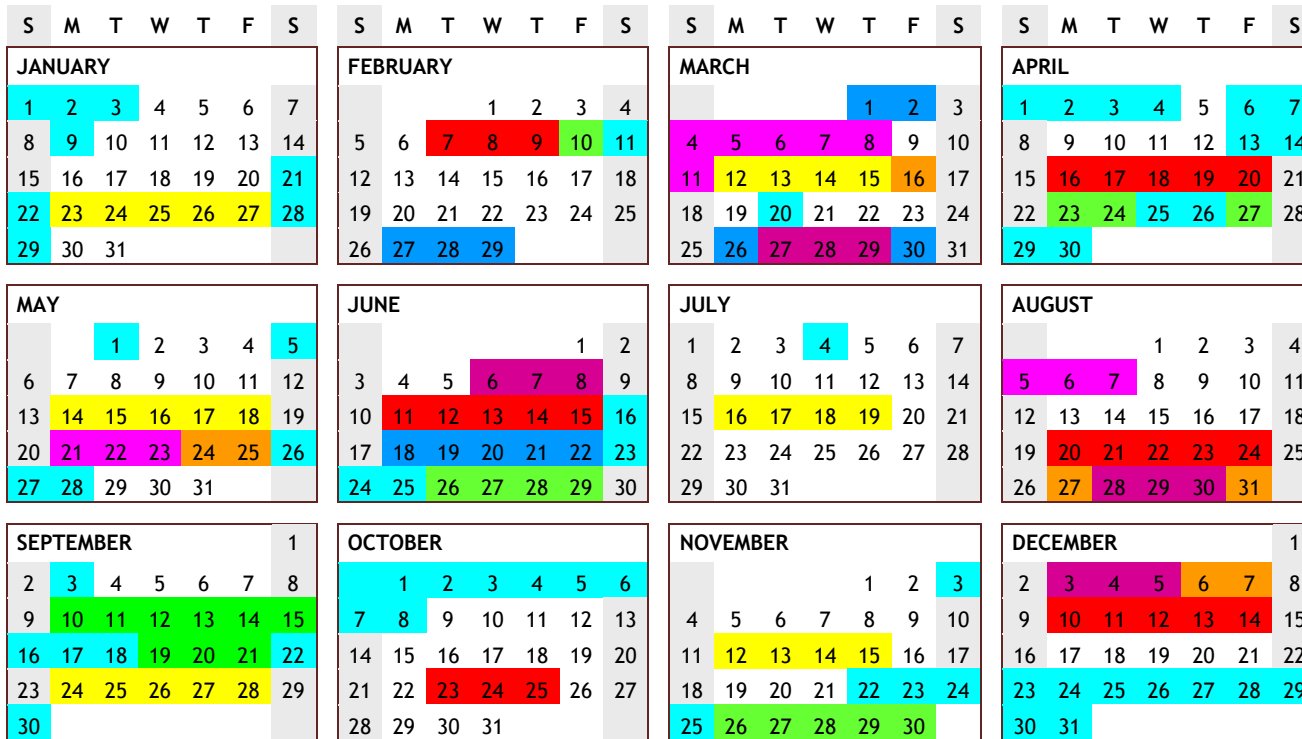 S M T W T F S S M T W T F S S M T W T F S S M T W T F S
JANUARY FEBRUARY MARCH APRIL
1 2 3 4 5 6 7 1 2 3 4 1 2 3 1 2 3 4 5 6 7
8 9 10 11 12 13 14 5 6 7 8 9 10 11 4 5 6 7 8 9 10 8 9 10 11 12 13 14
15 16 17 18 19 20 21 12 13 14 15 16 17 18 11 12 13 14 15 16 17 15 16 17 18 19 20 21
22 23 24 25 26 27 28 19 20 21 22 23 24 25 18 19 20 21 22 23 24 22 23 24 25 26 27 28
29 30 31 26 27 28 29 25 26 27 28 29 30 31 29 30
MAY JUNE JULY AUGUST
1 2 3 4 5 1 2 1 2 3 4 5 6 7 1 2 3 4
6 7 8 9 10 11 12 3 4 5 6 7 8 9 8 9 10 11 12 13 14 5 6 7 8 9 10 11
13 14 15 16 17 18 19 10 11 12 13 14 15 16 15 16 17 18 19 20 21 12 13 14 15 16 17 18
20 21 22 23 24 25 26 17 18 19 20 21 22 23 22 23 24 25 26 27 28 19 20 21 22 23 24 25
27 28 29 30 31 24 25 26 27 28 29 30 29 30 31 26 27 28 29 30 31
SEPTEMBER 1 OCTOBER NOVEMBER DECEMBER 1
2 3 4 5 6 7 8 1 2 3 4 5 6 1 2 3 2 3 4 5 6 7 8
9 10 11 12 13 14 15 7 8 9 10 11 12 13 4 5 6 7 8 9 10 9 10 11 12 13 14 15
16 17 18 19 20 21 22 14 15 16 17 18 19 20 11 12 13 14 15 16 17 16 17 18 19 20 21 22
23 24 25 26 27 28 29 21 22 23 24 25 26 27 18 19 20 21 22 23 24 23 24 25 26 27 28 29
30 28 29 30 31 25 26 27 28 29 30 30 31